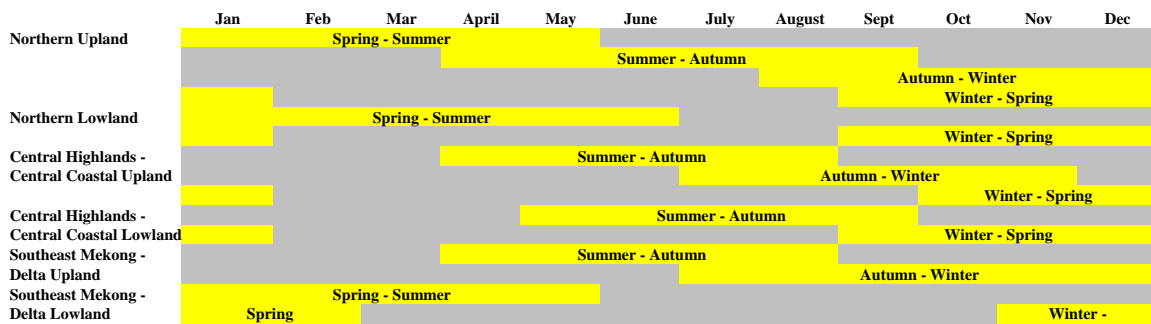 Jan Feb Mar April May June July August Sept Oct Nov Dec
Northern Upland Spring - Summer
Summer - Autumn
Autumn - Winter
Winter - Spring
Northern Lowland Spring - Summer
Winter - Spring
Central Highlands - Summer - Autumn
Central Coastal Upland Autumn - Winter
Winter - Spring
Central Highlands - Summer - Autumn
Central Coastal Lowland Winter - Spring
Southeast Mekong - Summer - Autumn
Delta Upland Autumn - Winter
Southeast Mekong - Spring - Summer
Delta Lowland Spring Winter -